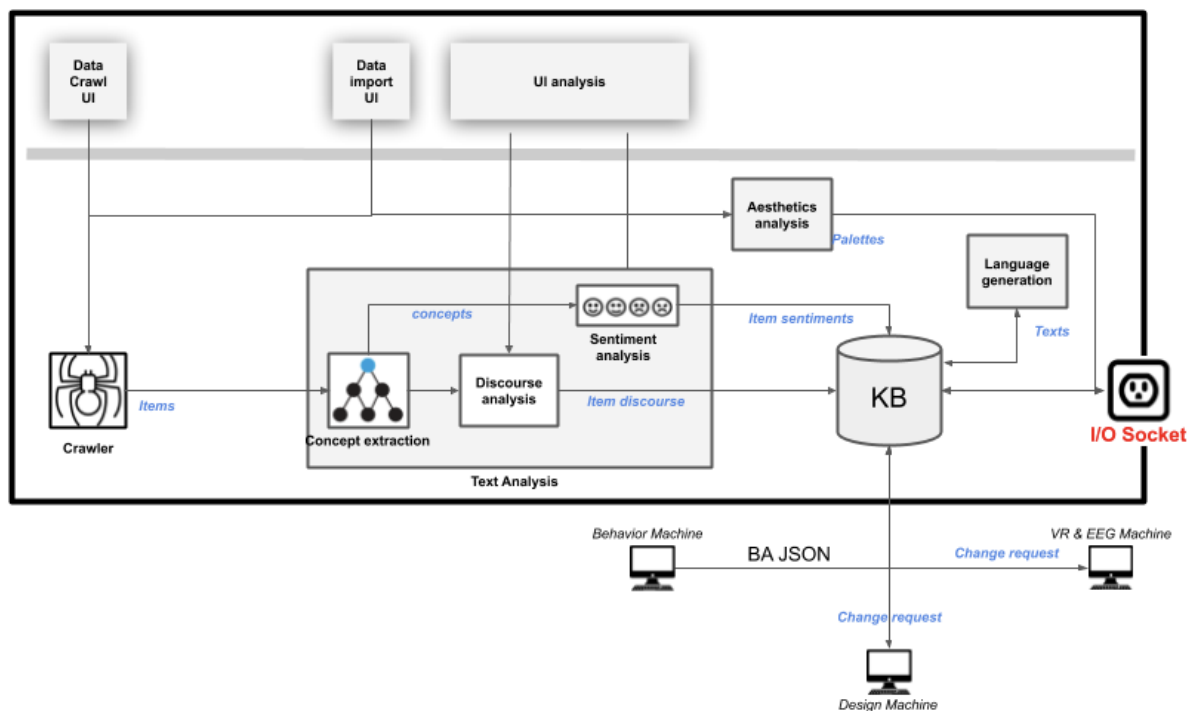 Data
Crawl
UI
Data
import
UI
UI analysis
Aesthetics
analysis
Palettes
Language
generation
concepts
Sentiment
analysis
Item sentiments
Texts
Items
Concept extraction
Discourse
analysis
Item discourse
KB
I/O Socket
Crawler
Text Analysis
Behavior Machine
BA JSON
Change request
VR & EEG Machine
Change request
Design Machine